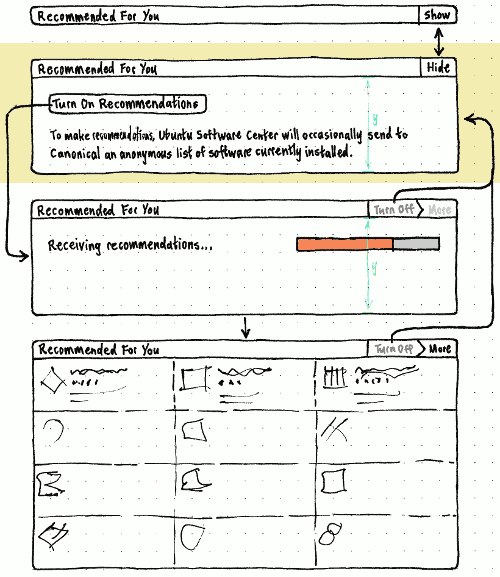 Recommended For You Show
Recommended For You Hide
Turn On Recommendations
To make recommendations, Ubuntu Software Center will occasionally send to
Canonical an anonymous list of software currently installed.
y
Recommended For You Turn Off More
Receiving recommendations...
y
Recommended For You Turn Off More